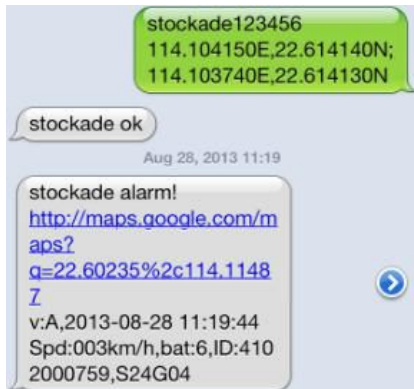 stockade123456
114.104150E,22.614140N;
114.103740E,22.614130N
stockade ok
Aug 28, 2013 11:19
stockade alarm!
http://maps.google.com/m
aps?
q=22.60235%2c114.1148
7
v:A,2013-08-28 11:19:44
Spd:003km/h,bat:6,ID:410
2000759,S24G04